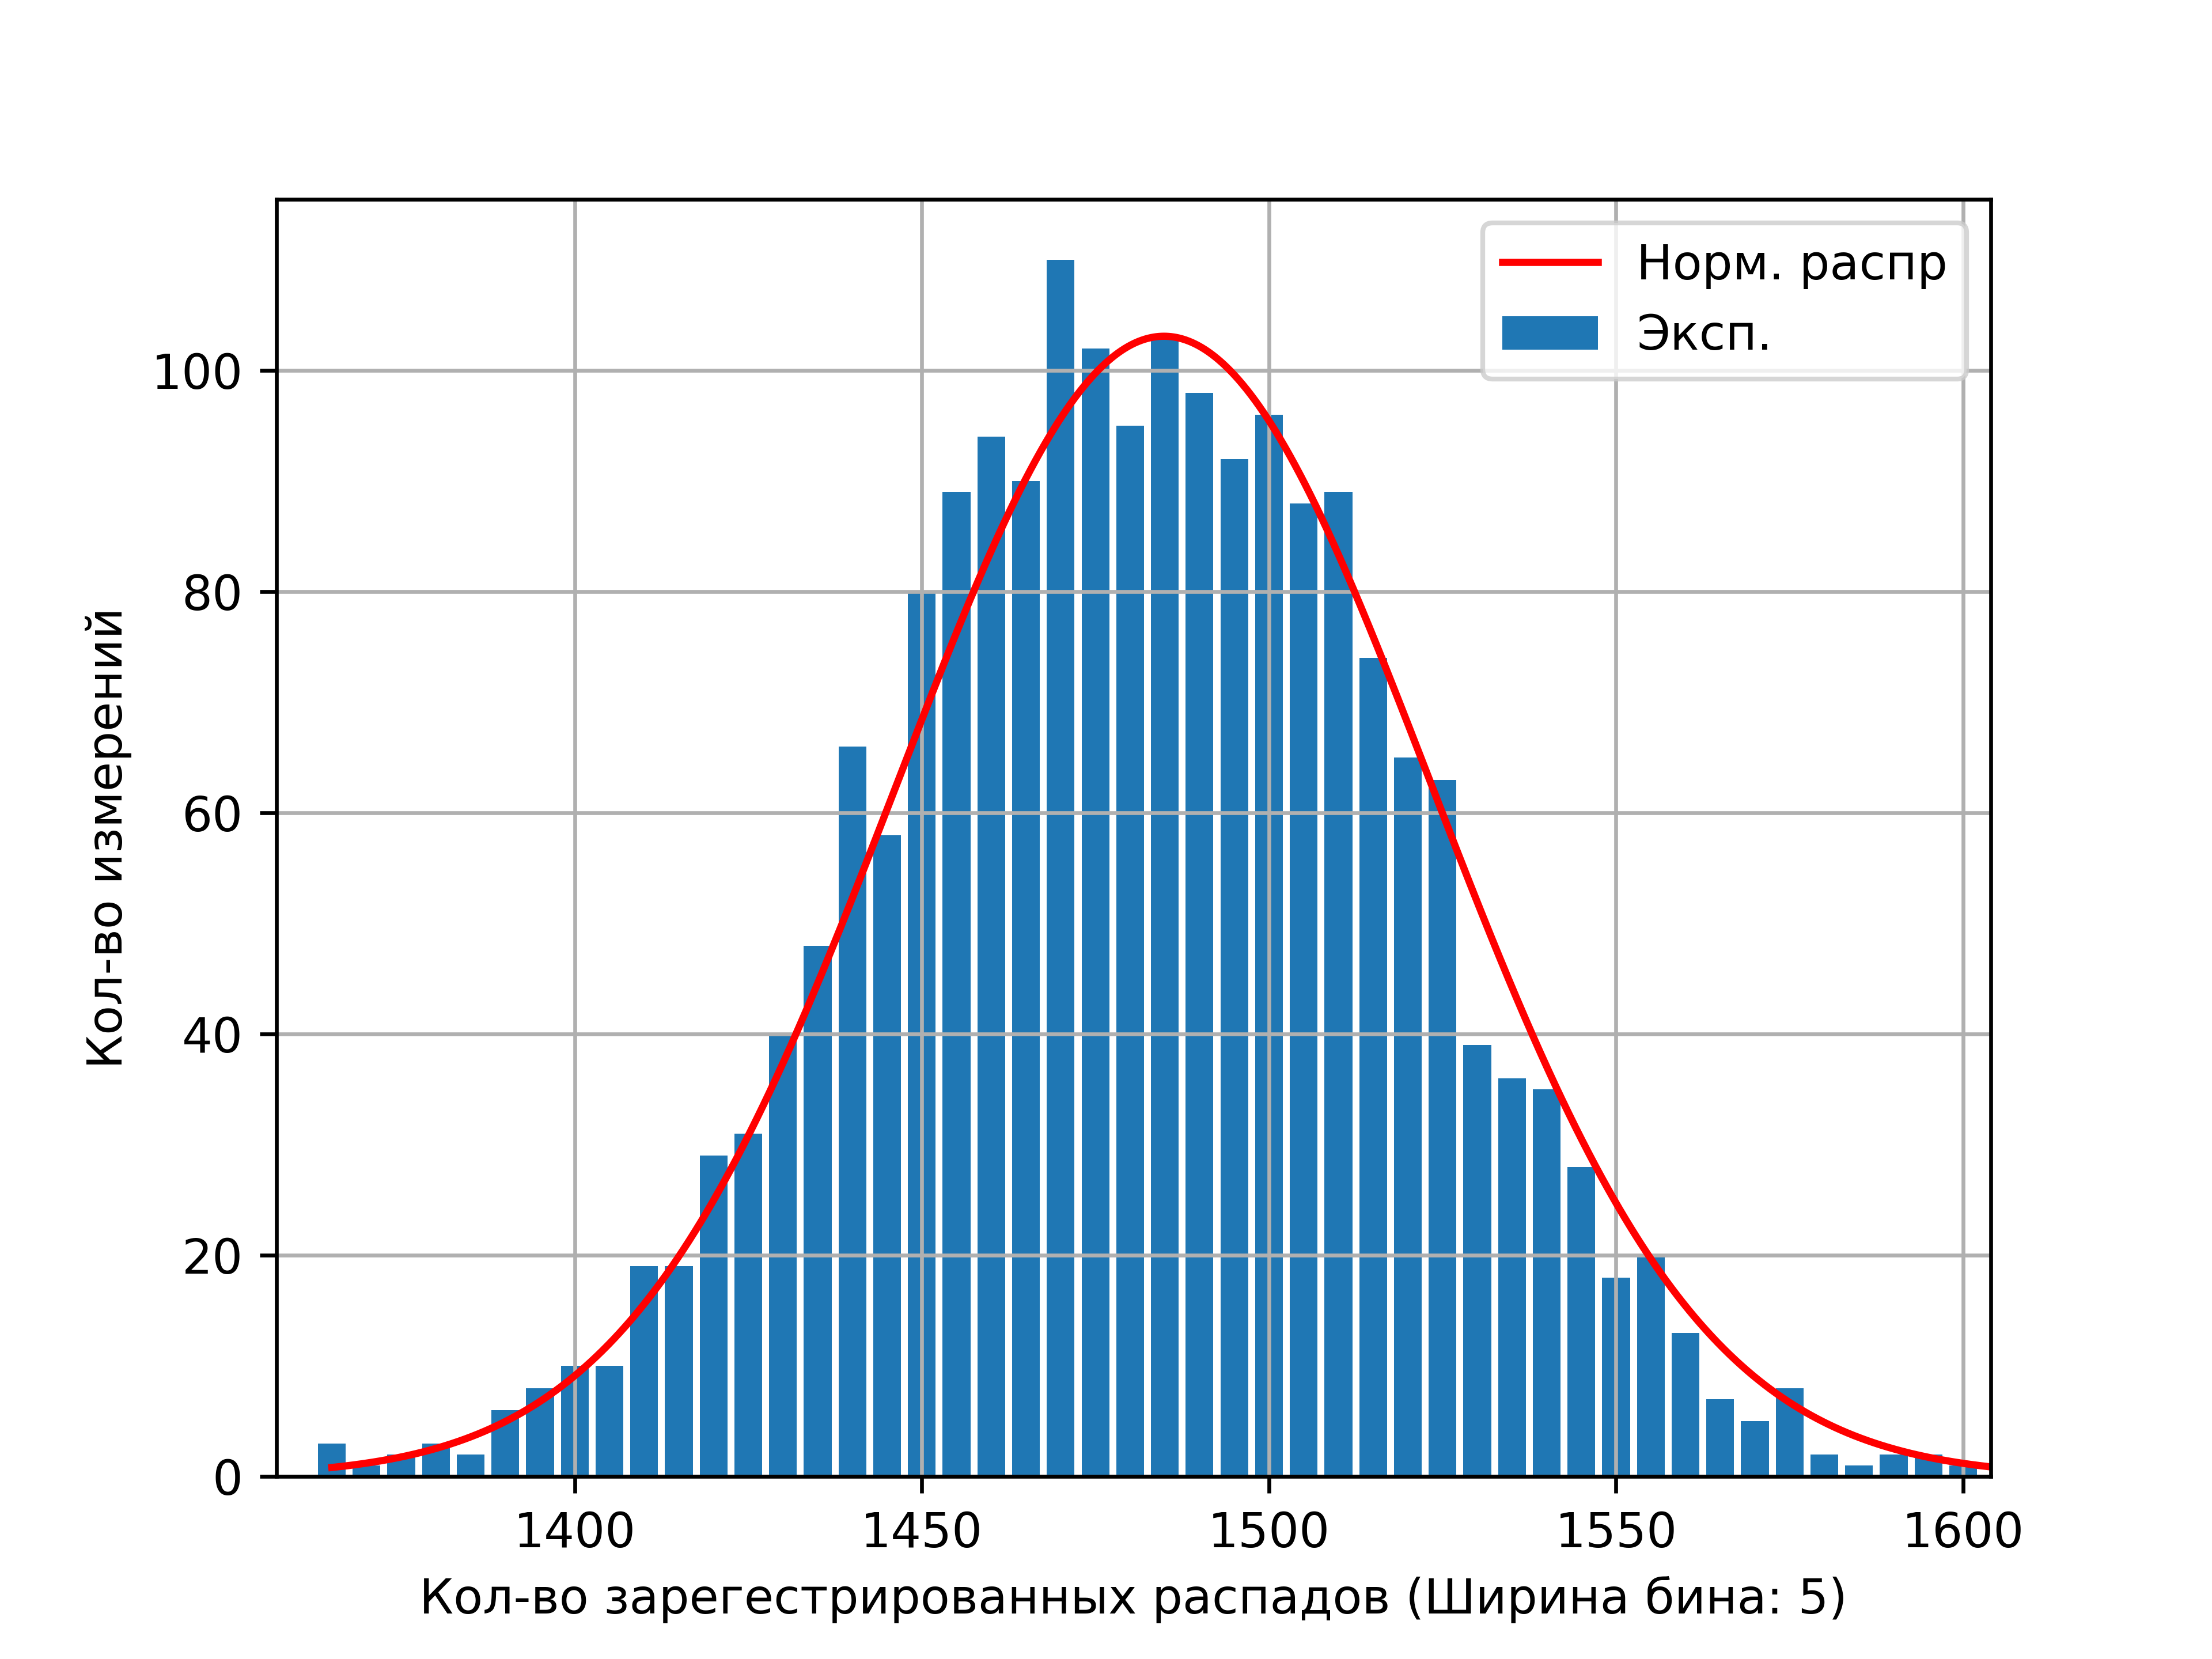 Норм. распр
Эксп.
100
80
60
40
20
0
Кол-во измерений
1400 1450 1500 1550 1600
Кол-во зарегестрированных распадов (Ширина бина: 5)